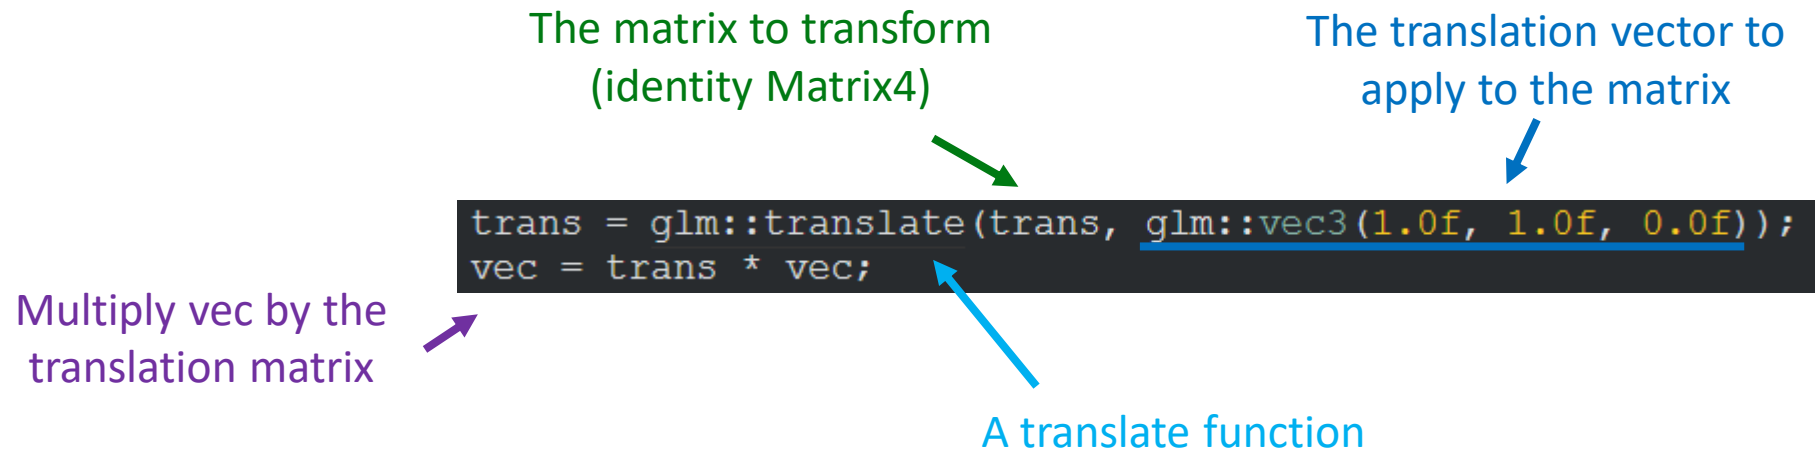 The matrix to transform
(identity Matrix4)
The translation vector to
apply to the matrix
trans = glm::translate(trans, glm::vec3(1.0f, 1.0f, 0.0f));
vec = trans * vec;
Multiply vec by the
translation matrix
A translate function